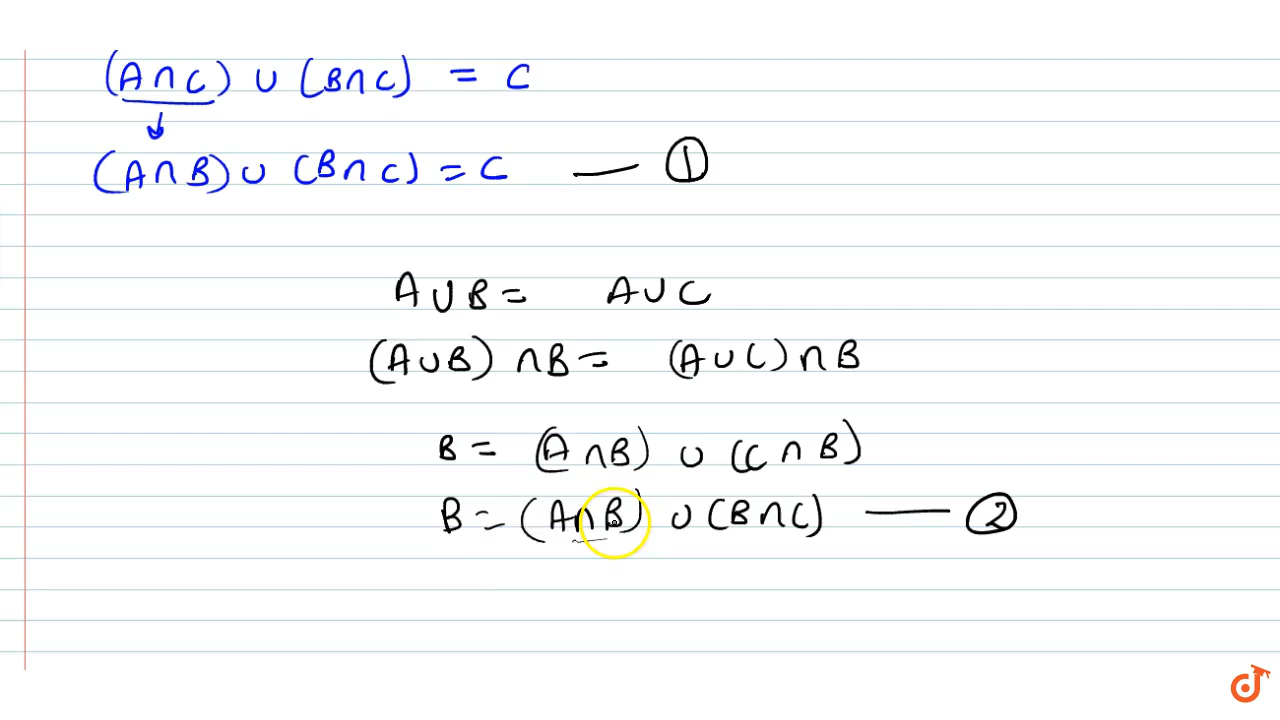 (A∩C) ∪ (B∩C) = C
(A∩B) ∪ (B∩C) = C —— ①
A∪B = A∪C
(A∪B) ∩B = (A∪C)∩B
B = (A∩B) ∪ (C∩B)
B = (A∩B) ∪ (B∩C) —— ②